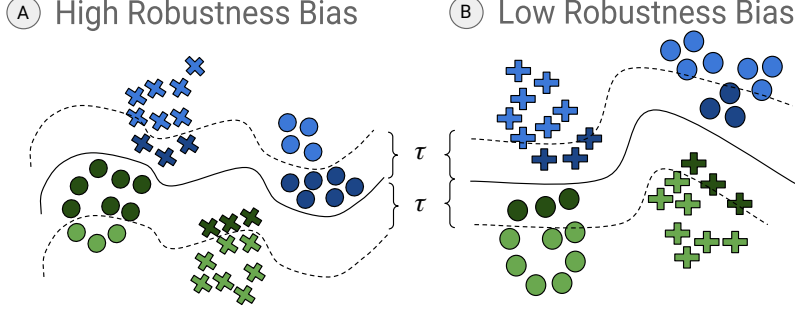 A High Robustness Bias
B Low Robustness Bias
τ
τ